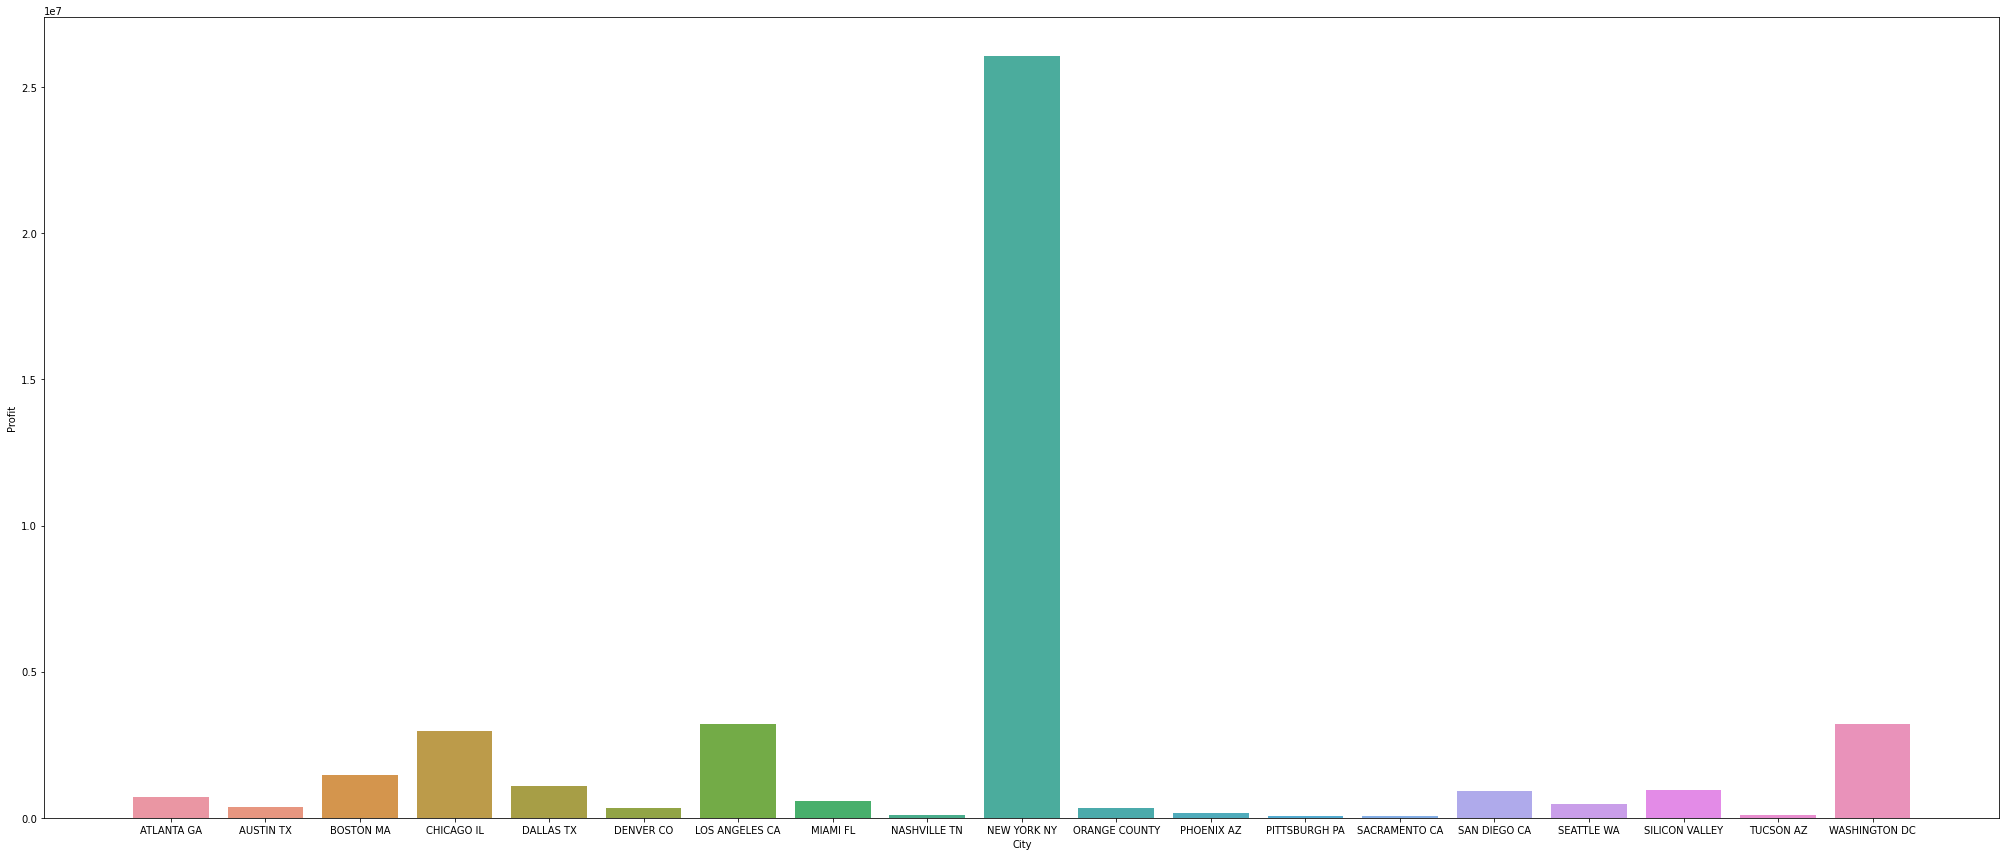 1e7
2.5
2.0
1.5
1.0
0.5
0.0
Profit
ATLANTA GA AUSTIN TX BOSTON MA CHICAGO IL DALLAS TX DENVER CO LOS ANGELES CA MIAMI FL NASHVILLE TN NEW YORK NY ORANGE COUNTY PHOENIX AZ PITTSBURGH PA SACRAMENTO CA SAN DIEGO CA SEATTLE WA SILICON VALLEY TUCSON AZ WASHINGTON DC
City